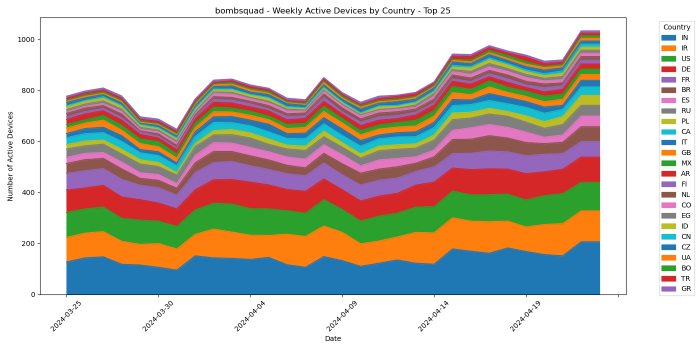 bombsquad - Weekly Active Devices by Country - Top 25
1000
800
600
400
200
0
Number of Active Devices
2024-03-25
2024-03-30
2024-04-04
2024-04-09
2024-04-14
2024-04-19
Date
Country
IN
IR
US
DE
FR
BR
ES
RU
PL
CA
IT
GB
MX
AR
FI
NL
CO
EG
ID
CN
CZ
UA
BO
TR
GR